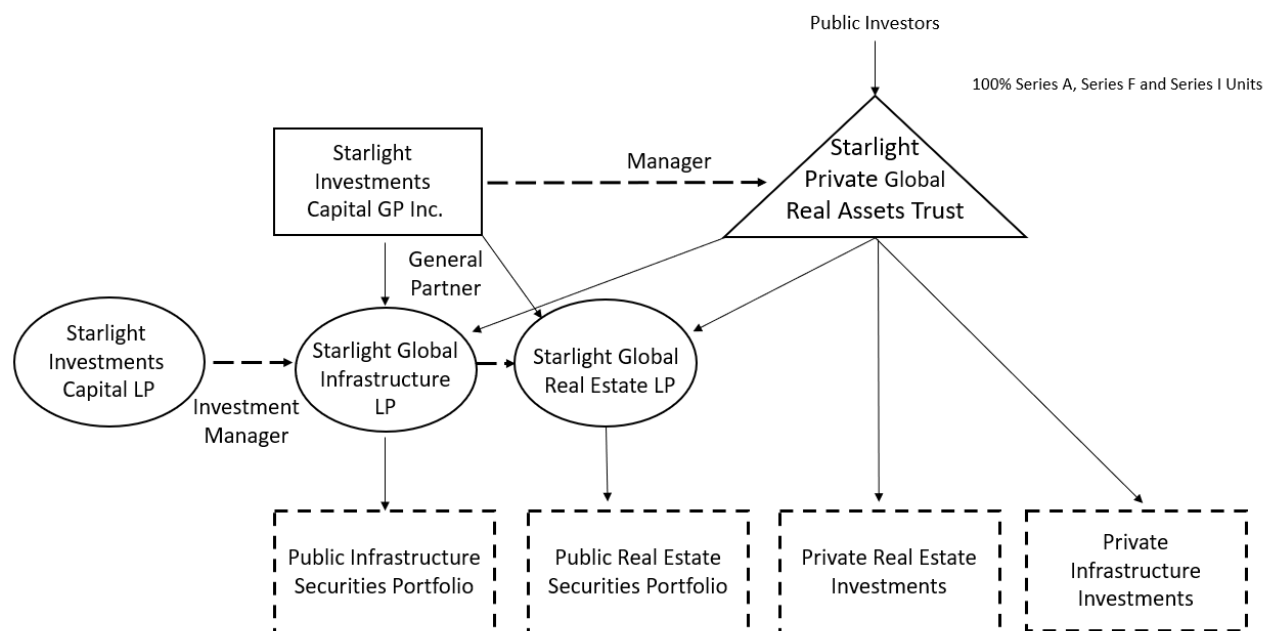 Public Investors
100% Series A, Series F and Series I Units
Starlight
Investments
Capital GP Inc.
Manager
Starlight
Private Global
Real Assets Trust
General
Partner
Starlight
Investments
Capital LP
Investment
Manager
Starlight Global
Infrastructure
LP
Starlight Global
Real Estate LP
Public Infrastructure
Securities Portfolio
Public Real Estate
Securities Portfolio
Private Real Estate
Investments
Private
Infrastructure
Investments